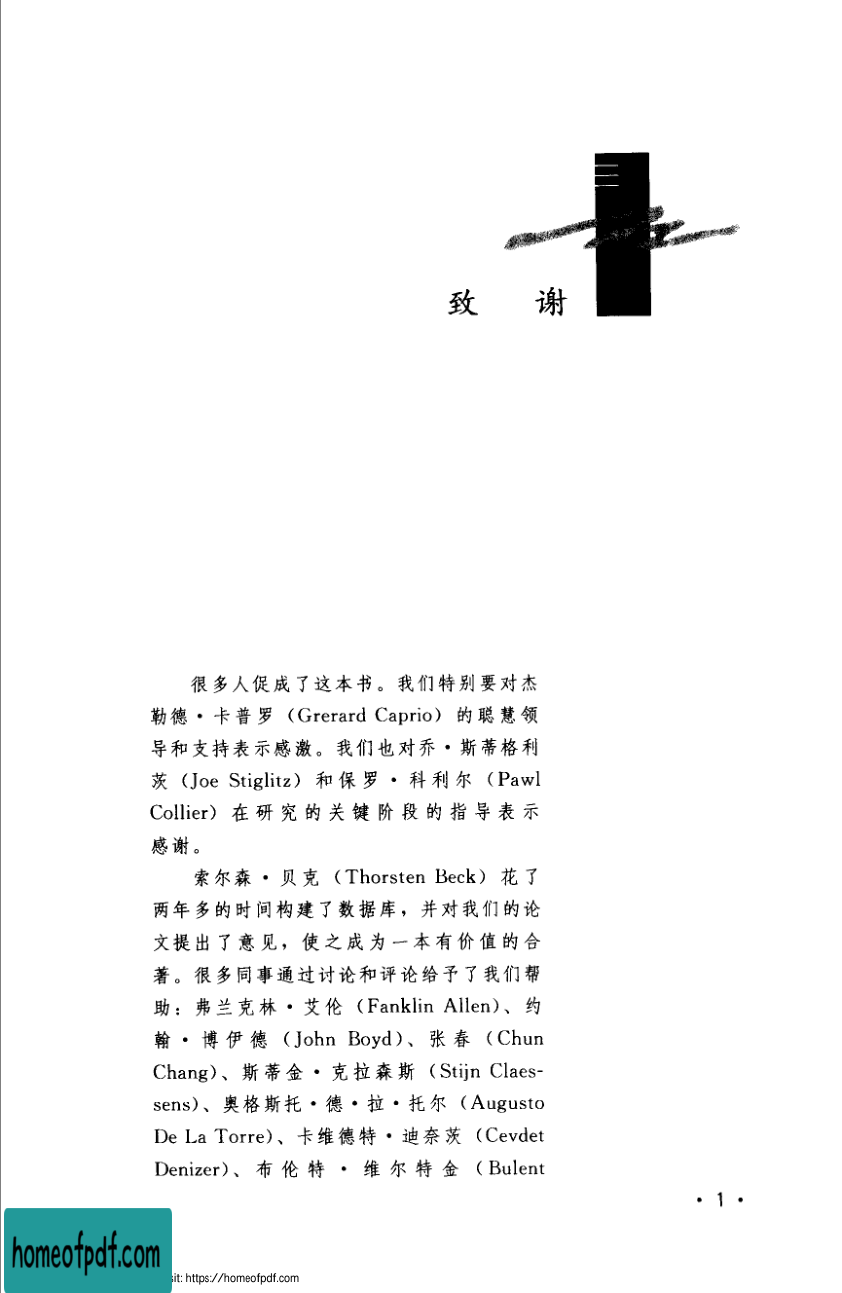 致 谢
很多人促成了这本书。我们特别要对杰
勒德·卡普罗（Grerard Caprio）的聪慧领
导和支持表示感激。我们也对乔·斯蒂格利
茨（Joe Stiglitz）和保罗·科利尔（Pawl
Collier）在研究的关键阶段的指导表示
感谢。
索尔森·贝克（Thorsten Beck）花了
两年多的时间构建了数据库，并对我们的论
文提出了意见，使之成为一本有价值的合
著。很多同事通过讨论和评论给予了我们帮
助：弗兰克林·艾伦（Fanklin Allen）、约
翰·博伊德（John Boyd）、张春（Chun
Chang）、斯蒂金·克拉森斯（Stijn Claes-
sens）、奥格斯托·德·拉·托尔（Augusto
De La Torre）、卡维德特·迪奈茨（Cevdet
Denizer）、布伦特·维尔特金（Bulent
·1·
homeofpdf.com
sit: https://homeofpdf.com